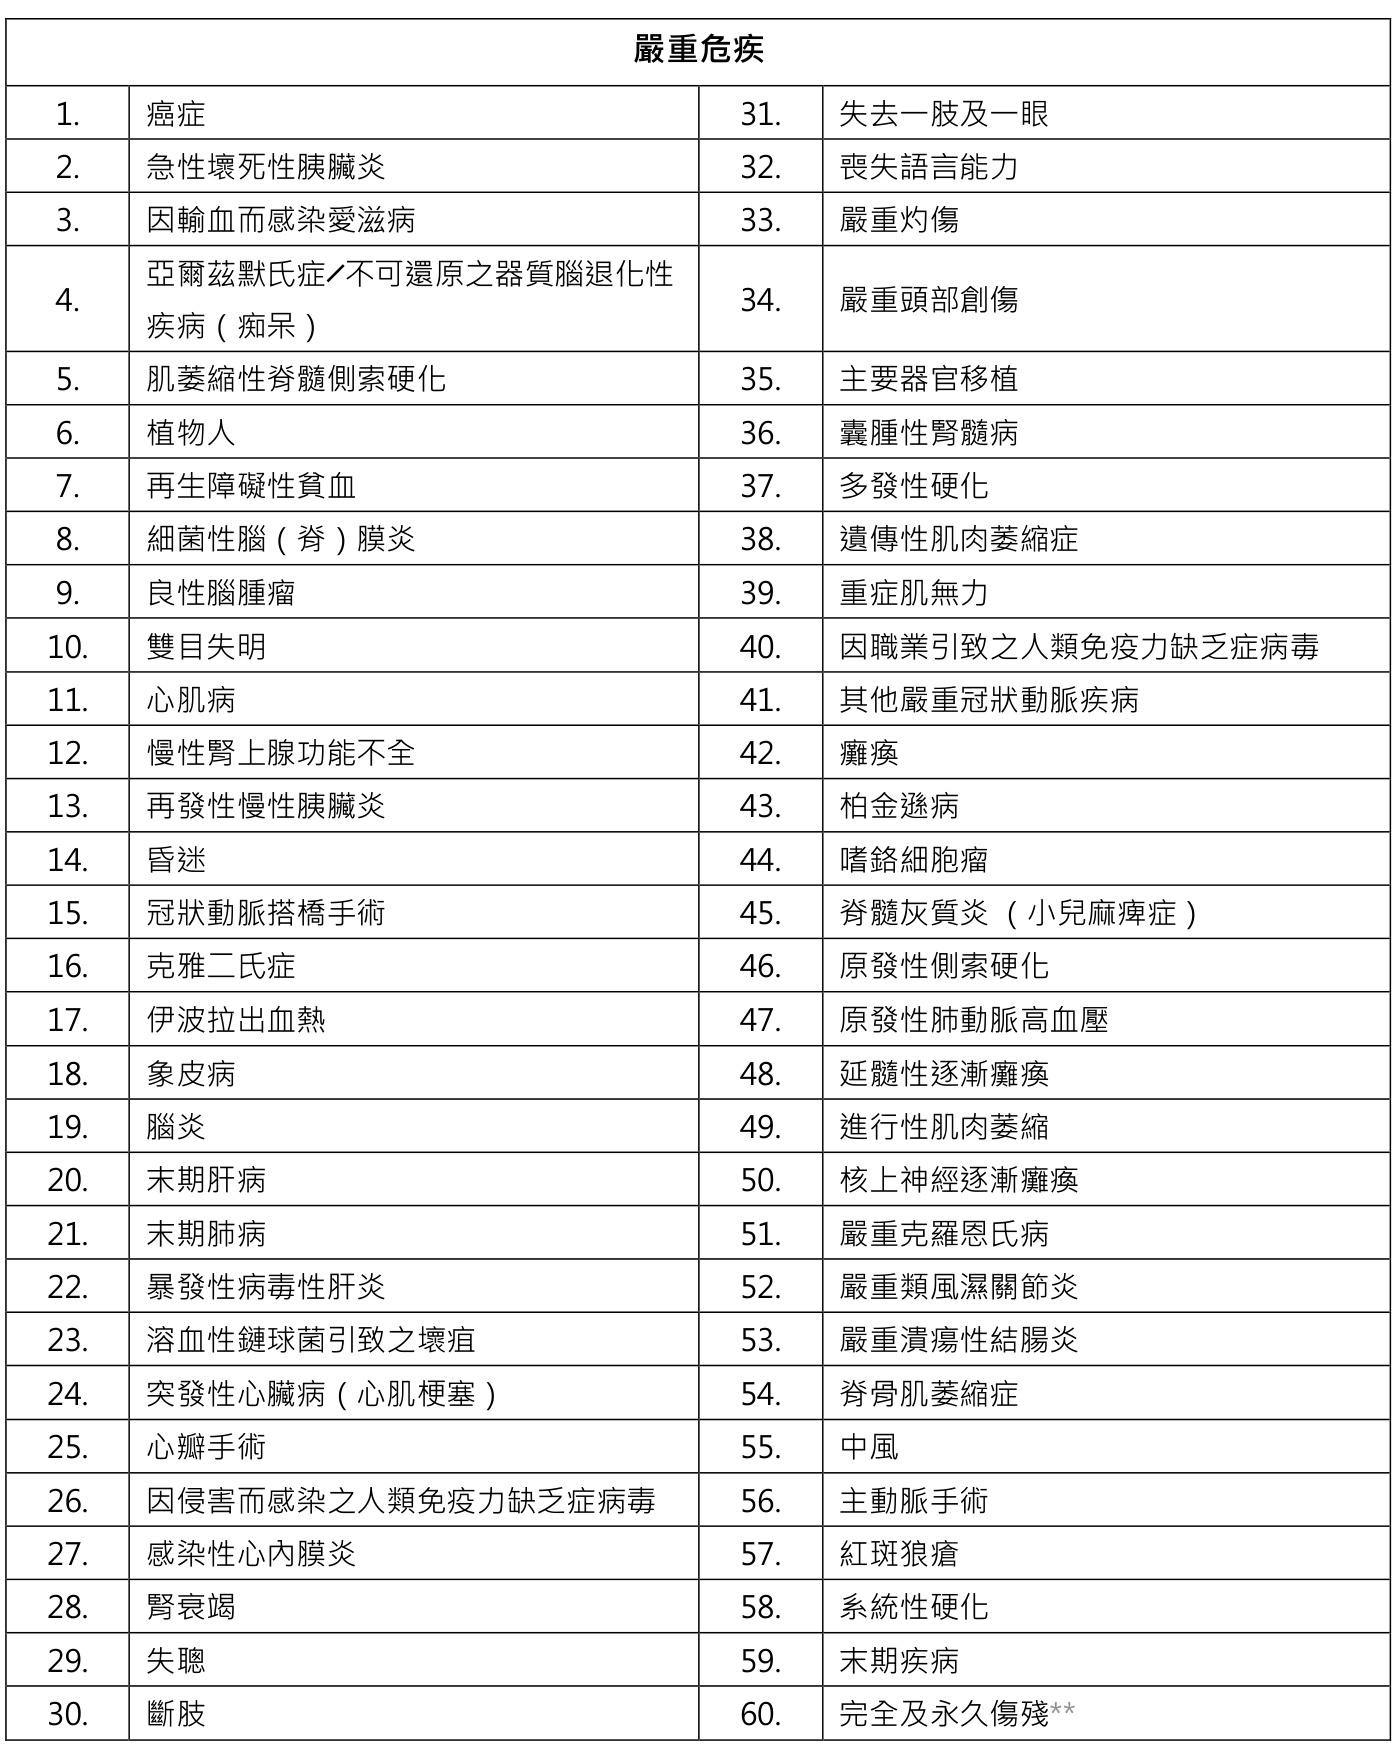 嚴重危疾
1. 癌症 31. 失去一肢及一眼
2. 急性壞死性胰臟炎 32. 喪失語言能力
3. 因輸血而感染愛滋病 33. 嚴重灼傷
4. 亞爾茲默氏症/不可還原之器質腦退化性
疾病(痴呆) 34. 嚴重頭部創傷
5. 肌萎縮性脊髓側索硬化 35. 主要器官移植
6. 植物人 36. 囊腫性腎髓病
7. 再生障礙性貧血 37. 多發性硬化
8. 細菌性腦(脊)膜炎 38. 遺傳性肌肉萎縮症
9. 良性腦腫瘤 39. 重症肌無力
10. 雙目失明 40. 因職業引致之人類免疫力缺乏症病毒
11. 心肌病 41. 其他嚴重冠狀動脈疾病
12. 慢性腎上腺功能不全 42. 癱瘓
13. 再發性慢性胰臟炎 43. 柏金遜病
14. 昏迷 44. 嗜鉻細胞瘤
15. 冠狀動脈搭橋手術 45. 脊髓灰質炎 (小兒麻痺症)
16. 克雅二氏症 46. 原發性側索硬化
17. 伊波拉出血熱 47. 原發性肺動脈高血壓
18. 象皮病 48. 延髓性逐漸癱瘓
19. 腦炎 49. 進行性肌肉萎縮
20. 末期肝病 50. 核上神經逐漸癱瘓
21. 末期肺病 51. 嚴重克羅恩氏病
22. 暴發性病毒性肝炎 52. 嚴重類風濕關節炎
23. 溶血性鏈球菌引致之壞疽 53. 嚴重潰瘍性結腸炎
24. 突發性心臟病(心肌梗塞) 54. 脊骨肌萎縮症
25. 心瓣手術 55. 中風
26. 因侵害而感染之人類免疫力缺乏症病毒 56. 主動脈手術
27. 感染性心內膜炎 57. 紅斑狼瘡
28. 腎衰竭 58. 系統性硬化
29. 失聰 59. 末期疾病
30. 斷肢 60. 完全及永久傷殘**